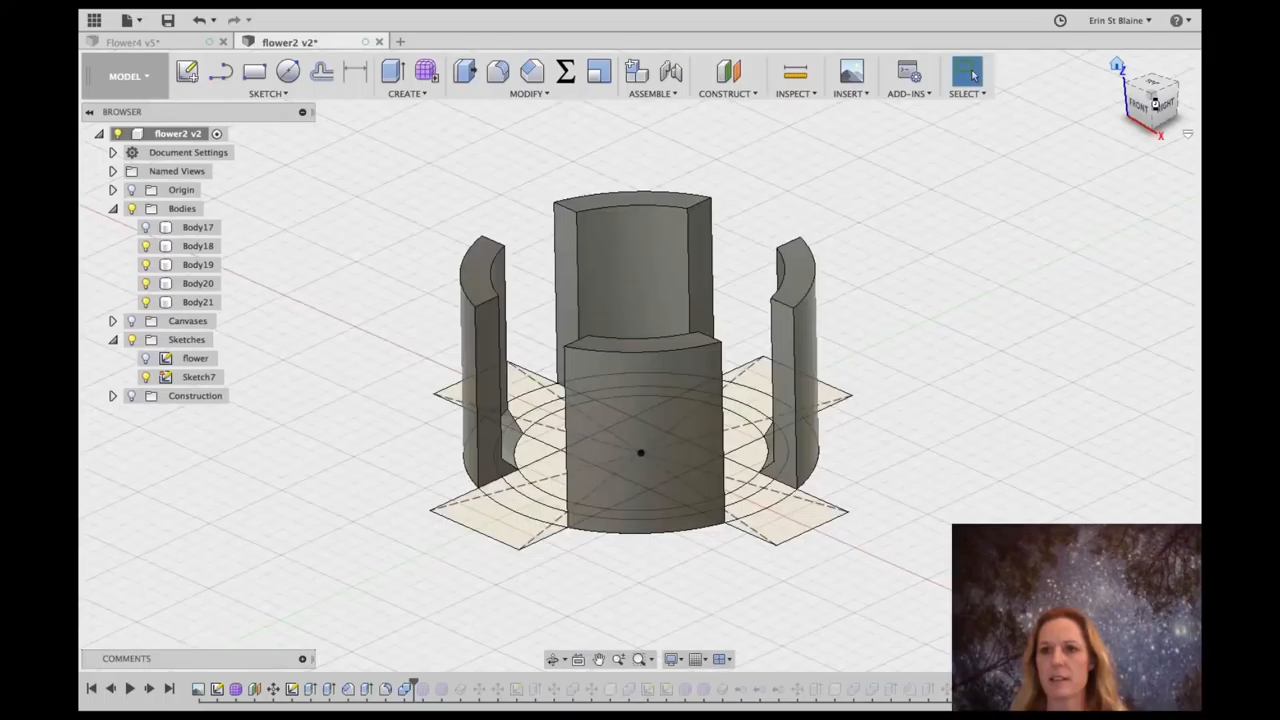 Erin St Blaine
Flower4 v5*
flower2 v2*
MODEL
SKETCH
CREATE
MODIFY
ASSEMBLE
CONSTRUCT
INSPECT
INSERT
ADD-INS
SELECT
BROWSER
flower2 v2
Document Settings
Named Views
Origin
Bodies
Body17
Body18
Body19
Body20
Body21
Canvases
Sketches
flower
Sketch7
Construction
Z
FRONT
RIGHT
X
COMMENTS